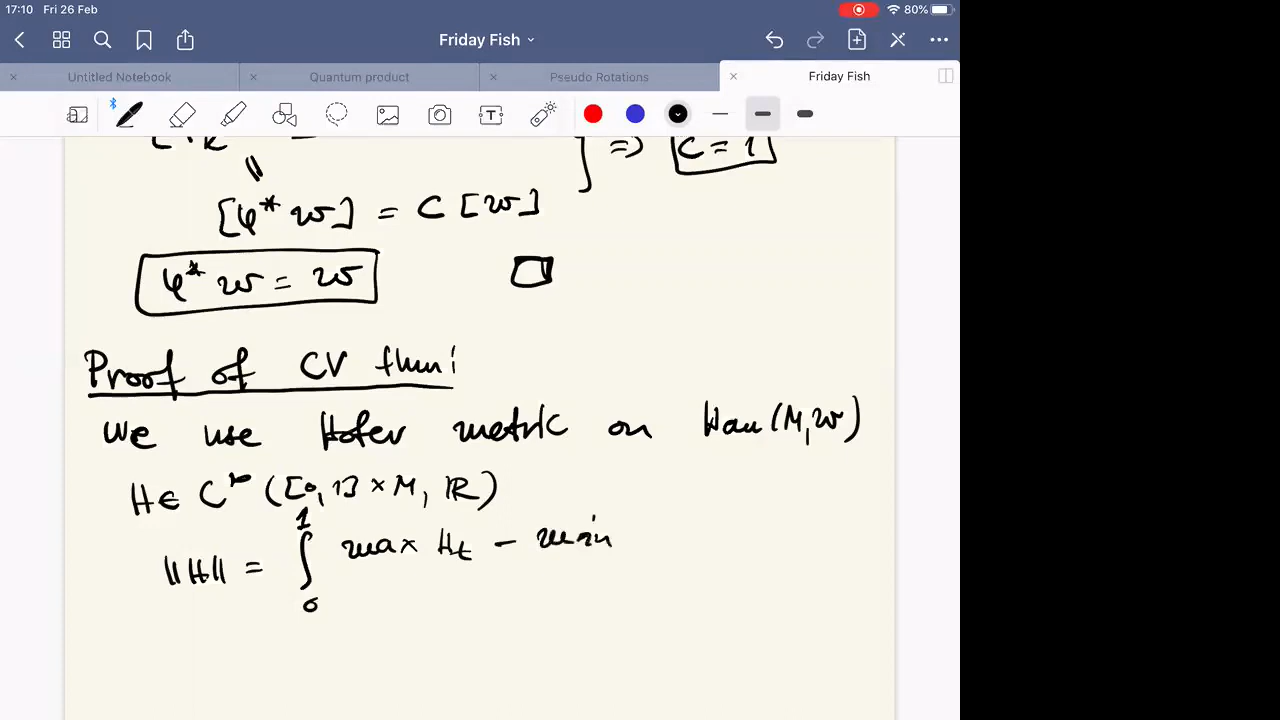 17:10 Fri 26 Feb 80%
Friday Fish
Untitled Notebook Quantum product Pseudo Rotations Friday Fish
T
=> C = 1
[φ* ω] = C [ω]
φ* ω = ω
Proof of CV thm:
We use Hofer metric on Ham(M,ω)
H ∈ C^∞ ([0,1] × M, ℝ)
||H|| = ∫₀¹ max H_t - min